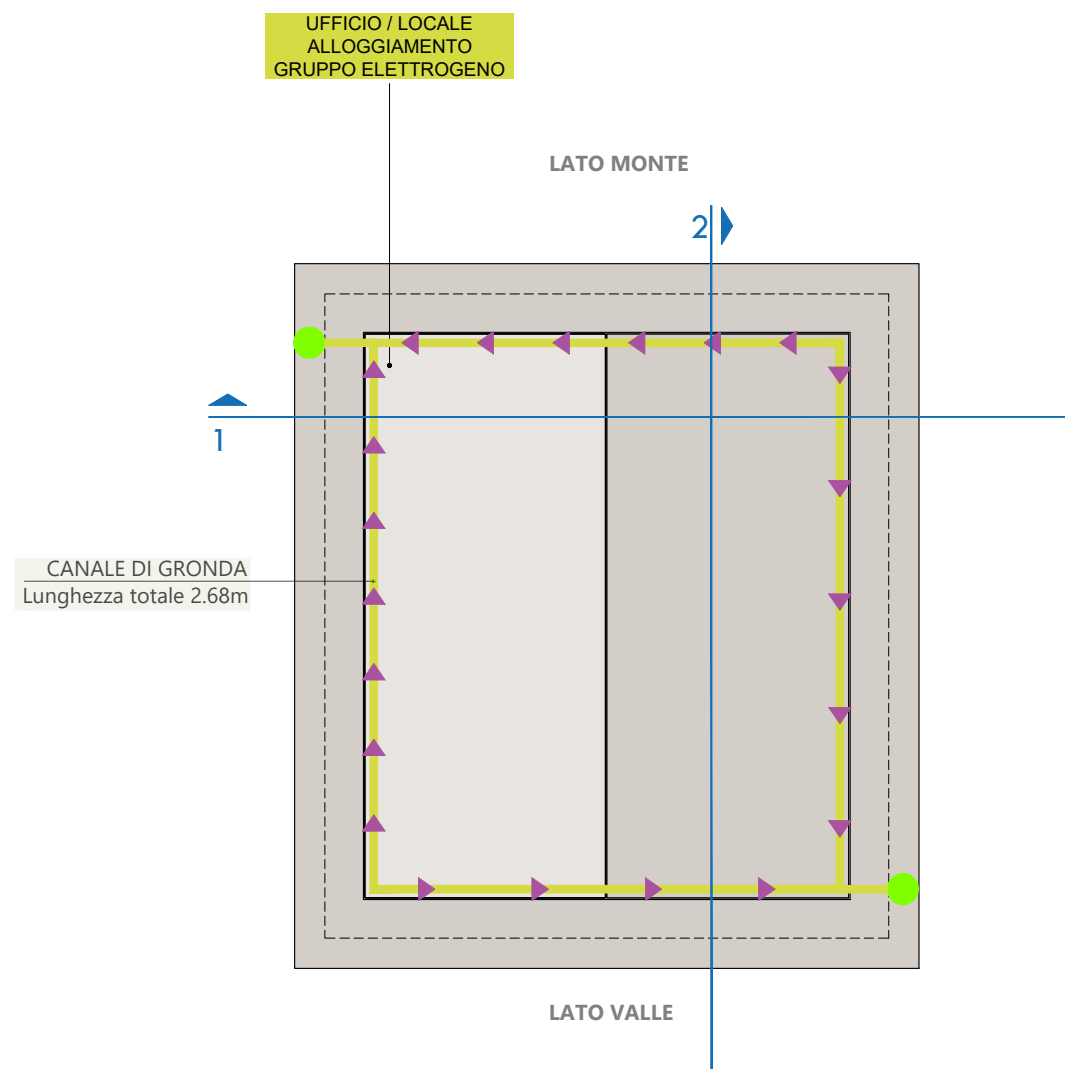 UFFICIO / LOCALE
ALLOGGIAMENTO
GRUPPO ELETTROGENO
LATO MONTE
2
1
CANALE DI GRONDA
Lunghezza totale 2.68m
LATO VALLE